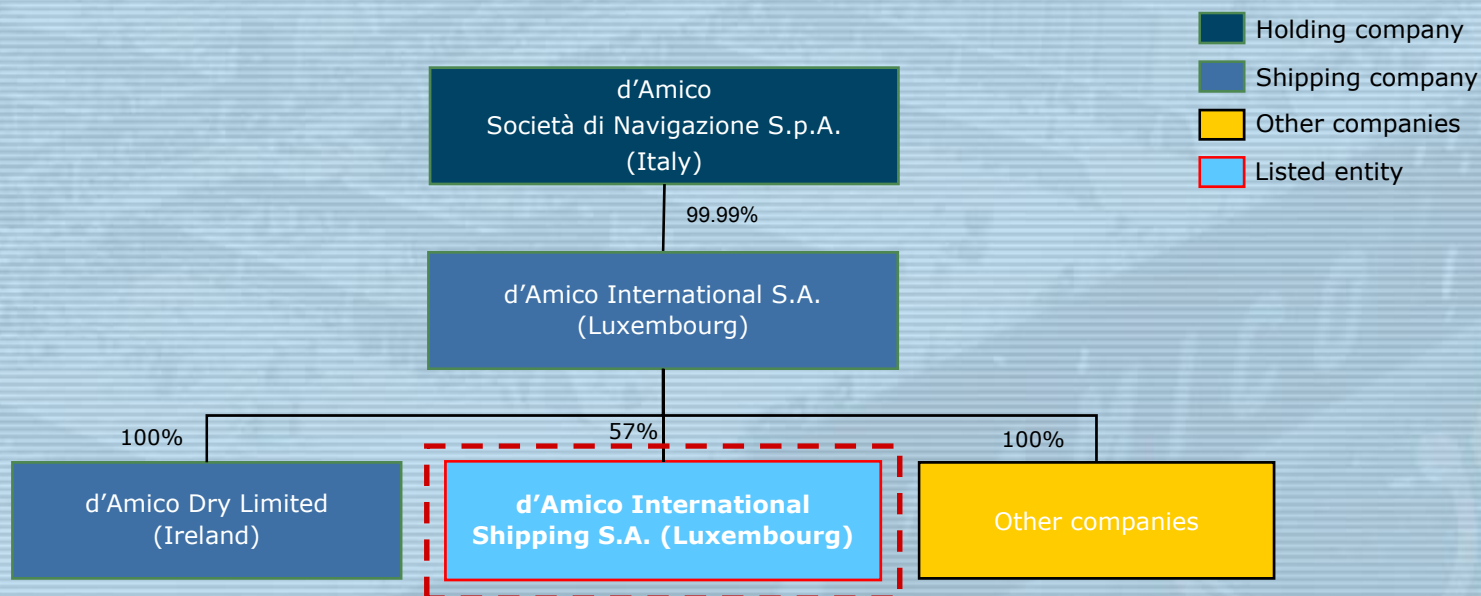 Holding company
Shipping company
Other companies
Listed entity
d’Amico
Società di Navigazione S.p.A.
(Italy)
99.99%
d’Amico International S.A.
(Luxembourg)
100%
57%
100%
d’Amico Dry Limited
(Ireland)
d’Amico International
Shipping S.A. (Luxembourg)
Other companies